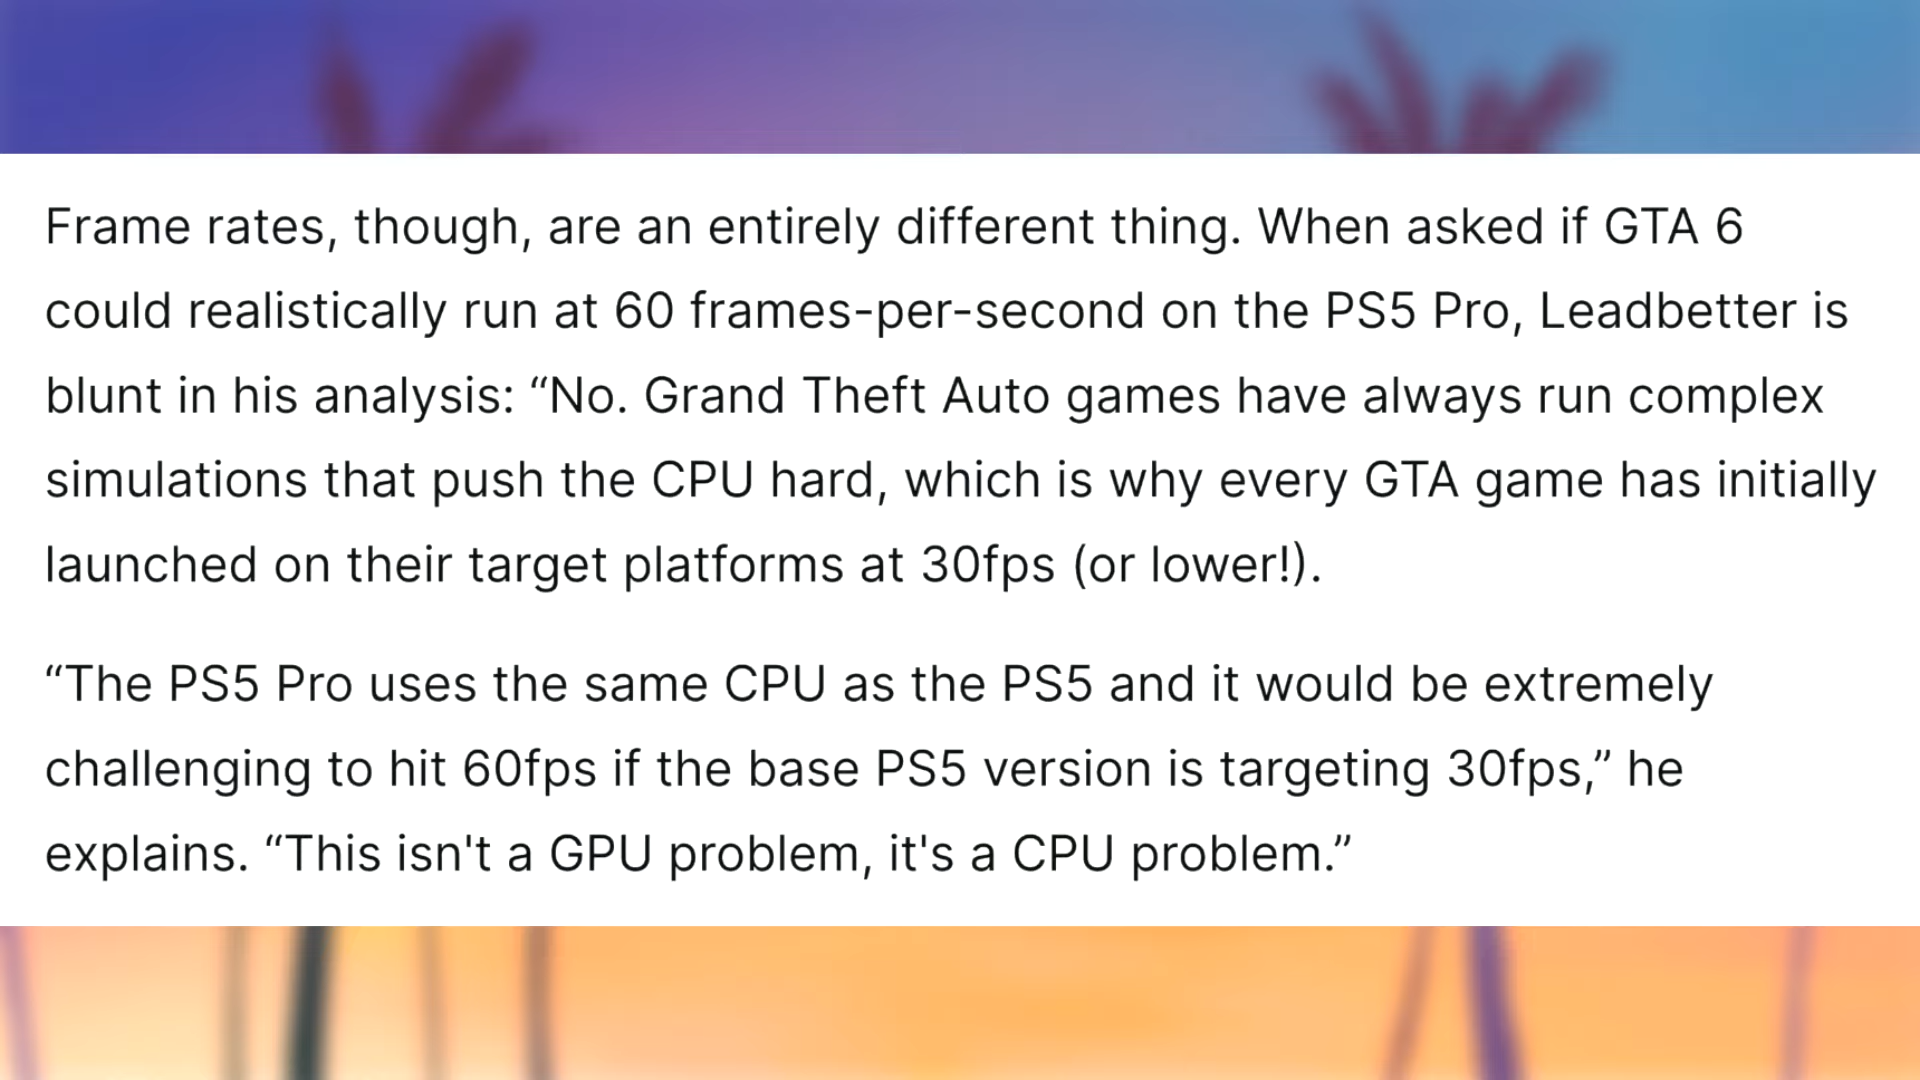 Frame rates, though, are an entirely different thing. When asked if GTA 6
could realistically run at 60 frames-per-second on the PS5 Pro, Leadbetter is
blunt in his analysis: “No. Grand Theft Auto games have always run complex
simulations that push the CPU hard, which is why every GTA game has initially
launched on their target platforms at 30fps (or lower!).
“The PS5 Pro uses the same CPU as the PS5 and it would be extremely
challenging to hit 60fps if the base PS5 version is targeting 30fps,” he
explains. “This isn't a GPU problem, it's a CPU problem.”